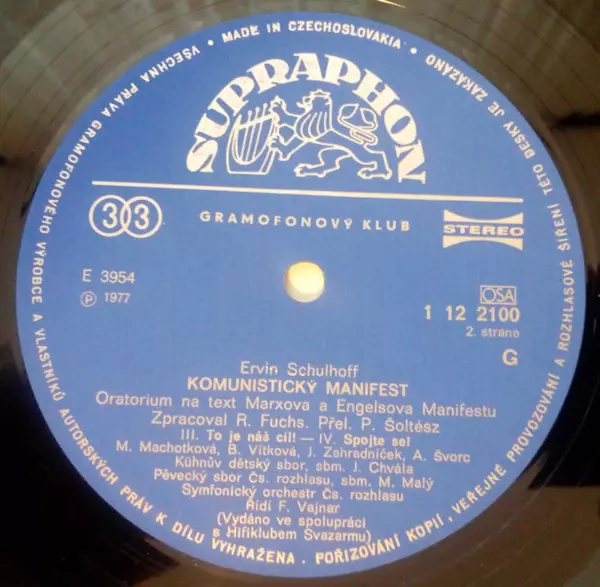 VŠECHNA PRÁVA GRAMOFONOVÉHO VÝROBCE A VLASTNÍKŮ AUTORSKÝCH PRÁV K DÍLU VYHRAŽENA. POŘIZOVÁNÍ KOPIÍ, VEŘEJNÉ PROVOZOVÁNÍ A ROZHLASOVÉ ŠÍŘENÍ TÉTO DESKY JE ZAKÁZÁNO • MADE IN CZECHOSLOVAKIA •
SUPRAPHON
33
GRAMOFONOVÝ KLUB
STEREO
E 3954
℗ 1977
OSA
1 12 2100
2. strana
G
Ervín Schulhoff
KOMUNISTICKÝ MANIFEST
Oratorium na text Marxova a Engelsova Manifestu
Zpracoval R. Fuchs. Přel. P. Šoltész
III. To je náš cíl! — IV. Spojte se!
M. Machotková, B. Vítková, J. Zahradníček, A. Švorc
Kühnův dětský sbor, sbm. J. Chvála
Pěvecký sbor Čs. rozhlasu, sbm. M. Malý
Symfonický orchestr Čs. rozhlasu
Řídí F. Vajnar
(Vydáno ve spolupráci
s Hifiklubem Svazarmu)